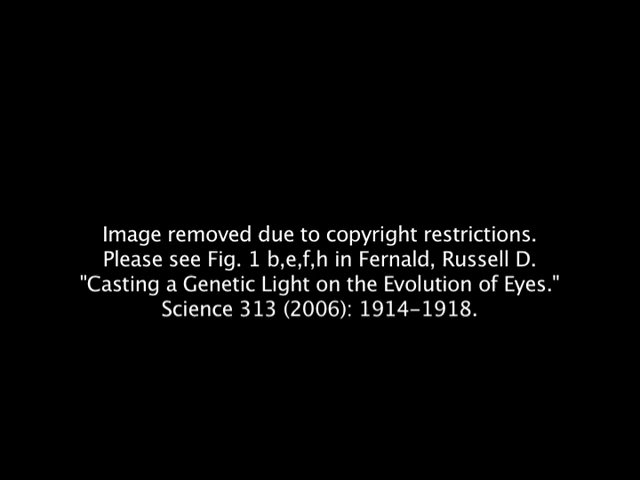 Image removed due to copyright restrictions.
Please see Fig. 1 b,e,f,h in Fernald, Russell D.
"Casting a Genetic Light on the Evolution of Eyes."
Science 313 (2006): 1914-1918.